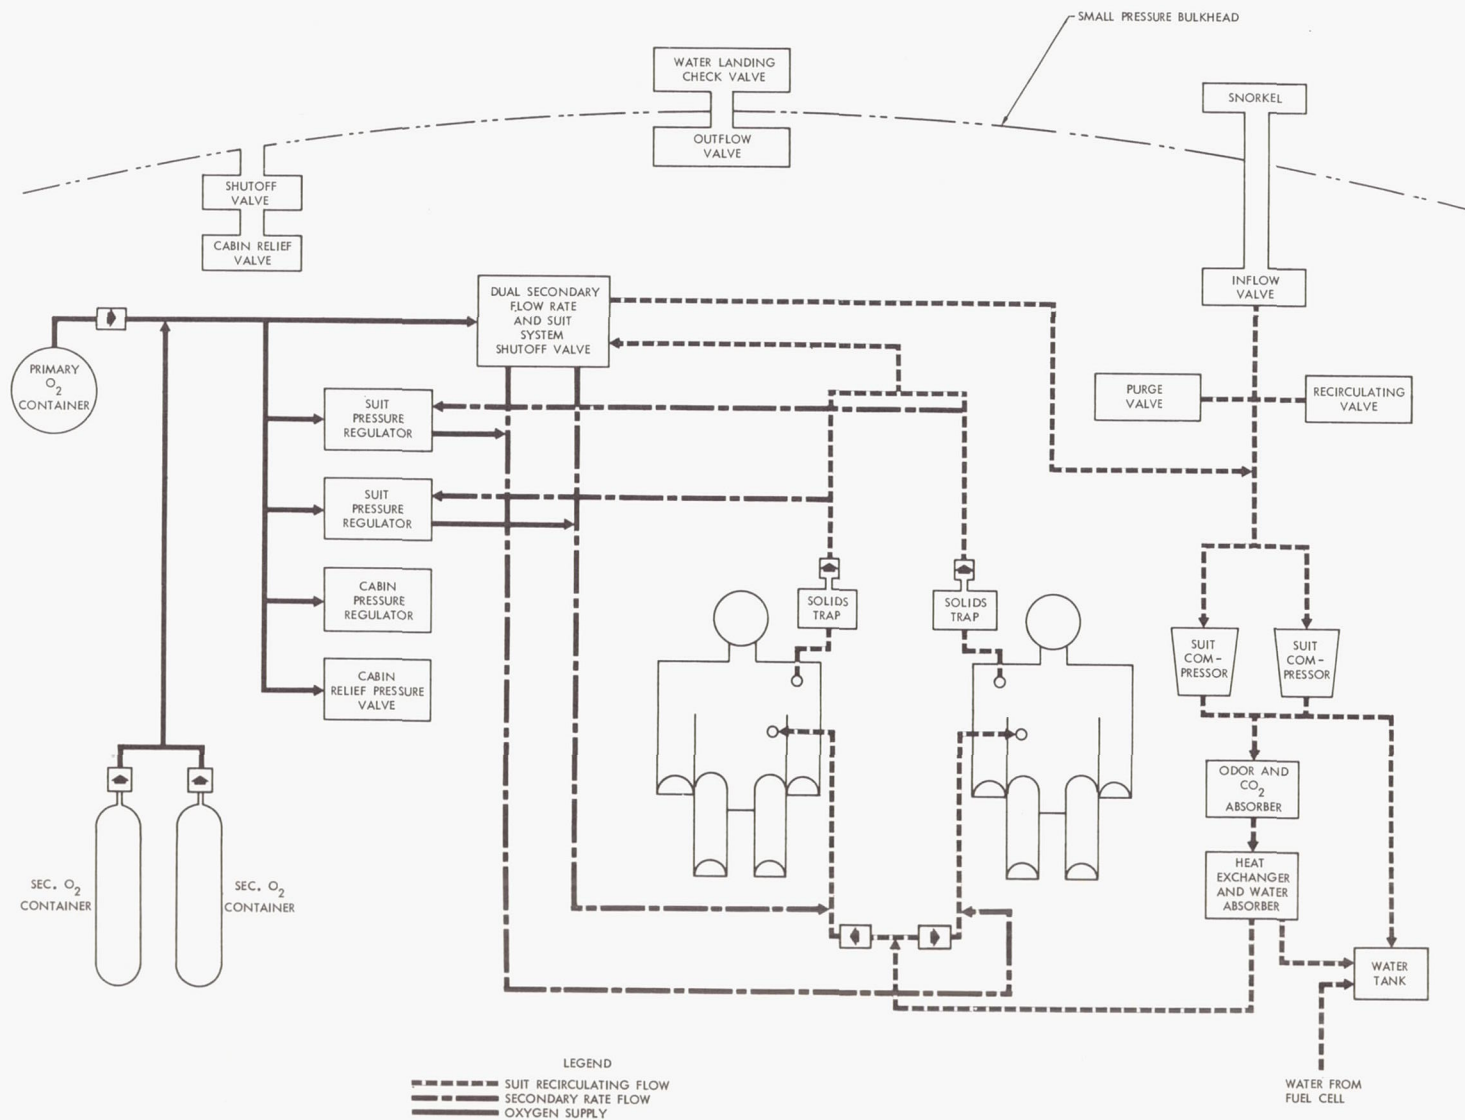 SMALL PRESSURE BULKHEAD
WATER LANDING
CHECK VALVE
OUTFLOW
VALVE
SNORKEL
SHUTOFF
VALVE
CABIN RELIEF
VALVE
INFLOW
VALVE
DUAL SECONDARY
FLOW RATE
AND SUIT
SYSTEM
SHUTOFF VALVE
PRIMARY
O2
CONTAINER
SUIT
PRESSURE
REGULATOR
PURGE
VALVE
RECIRCULATING
VALVE
SUIT
PRESSURE
REGULATOR
CABIN
PRESSURE
REGULATOR
SOLIDS
TRAP
SOLIDS
TRAP
SUIT
COM-
PRESSOR
SUIT
COM-
PRESSOR
CABIN
RELIEF PRESSURE
VALVE
ODOR AND
CO2
ABSORBER
HEAT
EXCHANGER
AND WATER
ABSORBER
SEC. O2
CONTAINER
SEC. O2
CONTAINER
WATER
TANK
WATER FROM
FUEL CELL
LEGEND
SUIT RECIRCULATING FLOW
SECONDARY RATE FLOW
OXYGEN SUPPLY